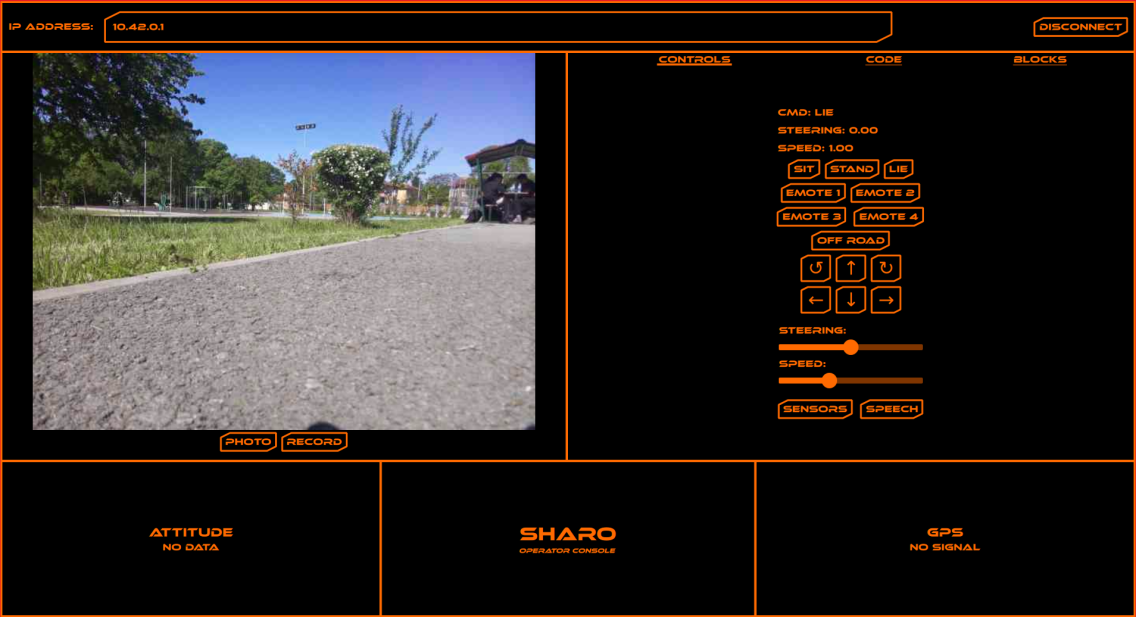 IP ADDRESS: 10.42.0.1 DISCONNECT
CONTROLS CODE BLOCKS
CMD: LIE
STEERING: 0.00
SPEED: 1.00
SIT STAND LIE
EMOTE 1 EMOTE 2
EMOTE 3 EMOTE 4
OFF ROAD
↺ ↑ ↻
← ↓ →
STEERING:
SPEED:
SENSORS SPEECH
PHOTO RECORD
ATTITUDE
NO DATA
SHARO
OPERATOR CONSOLE
GPS
NO SIGNAL